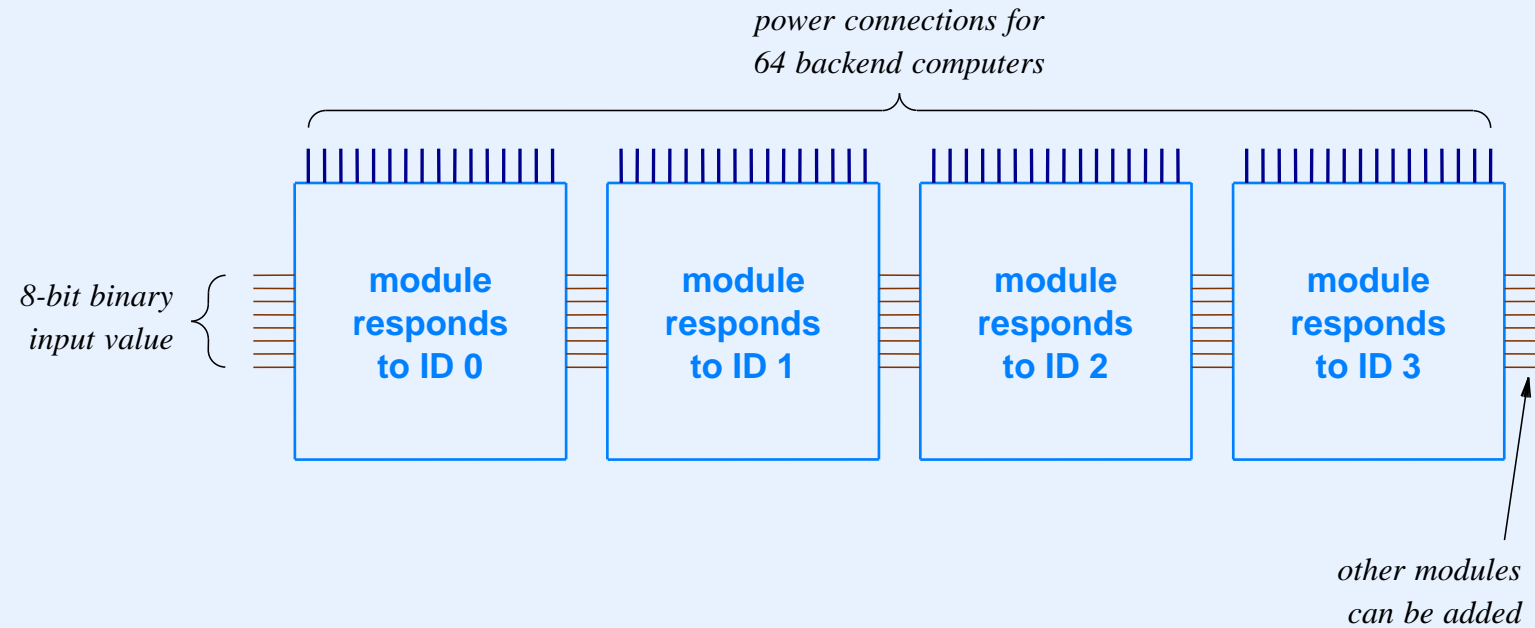 power connections for
64 backend computers
8-bit binary
input value
module
responds
to ID 0
module
responds
to ID 1
module
responds
to ID 2
module
responds
to ID 3
other modules
can be added